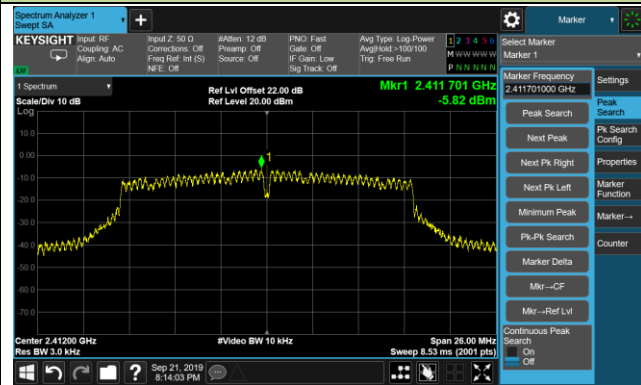 Spectrum Analyzer 1
Swept SA
Marker
KEYSIGHT
Input: RF
Coupling: AC
Align: Auto
Input Z: 50 Ω
Corrections: Off
Freq Ref: Int (S)
NFE: Off
#Atten: 12 dB
Preamp: Off
Source: Off
PNO: Fast
Gate: Off
IF Gain: Low
Sig Track: Off
Avg Type: Log-Power
Avg|Hold:>100/100
Trig: Free Run
1 2 3 4 5 6
M W W W W W
P N N N N N
Select Marker
Marker 1
1 Spectrum
Scale/Div 10 dB
Log
Ref Lvl Offset 22.00 dB
Ref Level 20.00 dBm
Mkr1 2.411 701 GHz
-5.82 dBm
10.0
0.00
-10.0
-20.0
-30.0
-40.0
-50.0
-60.0
-70.0
1
Center 2.41200 GHz
Res BW 3.0 kHz
#Video BW 10 kHz
Span 26.00 MHz
Sweep 8.53 ms (2001 pts)
Marker Frequency
2.411701000 GHz
Peak Search
Next Peak
Next Pk Right
Next Pk Left
Minimum Peak
Pk-Pk Search
Marker Delta
Mkr→CF
Mkr→Ref Lvl
Continuous Peak
Search
On
Off
Settings
Peak
Search
Pk Search
Config
Properties
Marker
Function
Marker→
Counter
Sep 21, 2019
8:14:03 PM